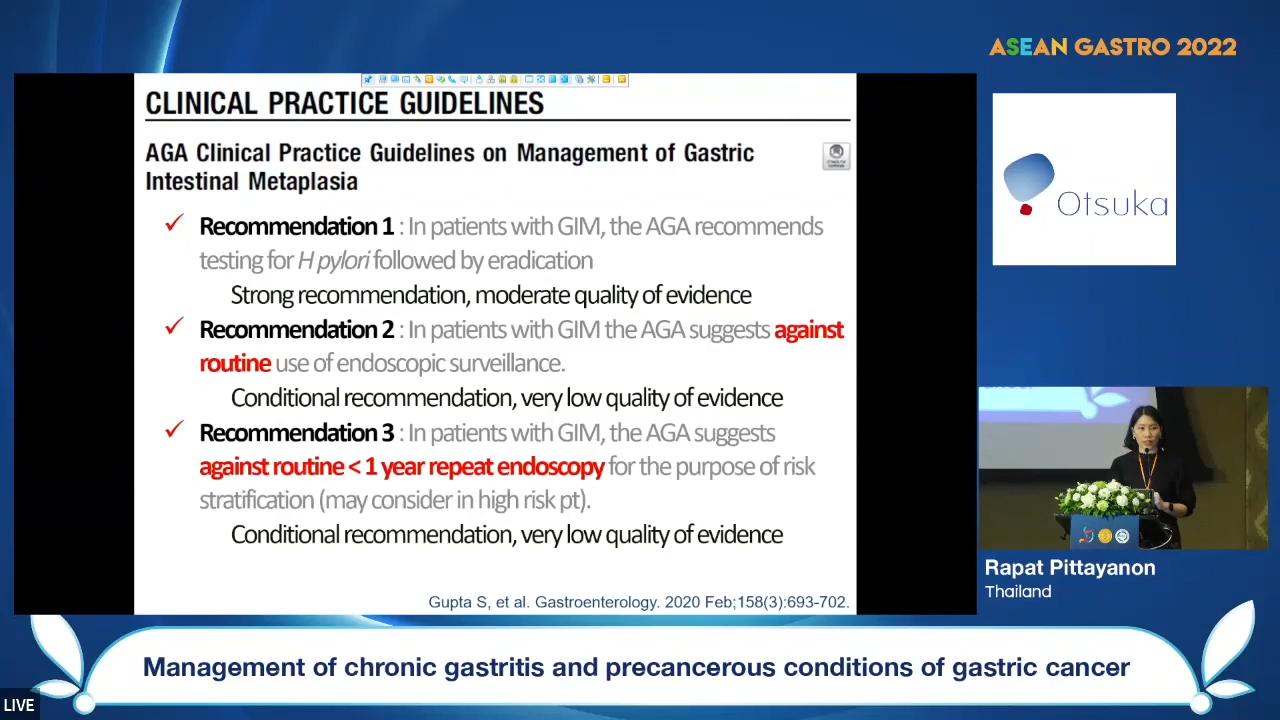 ASEAN GASTRO 2022
CLINICAL PRACTICE GUIDELINES
AGA Clinical Practice Guidelines on Management of Gastric
Intestinal Metaplasia
✓ Recommendation 1 : In patients with GIM, the AGA recommends
testing for H pylori followed by eradication
Strong recommendation, moderate quality of evidence
✓ Recommendation 2 : In patients with GIM the AGA suggests against
routine use of endoscopic surveillance.
Conditional recommendation, very low quality of evidence
✓ Recommendation 3 : In patients with GIM, the AGA suggests
against routine < 1 year repeat endoscopy for the purpose of risk
stratification (may consider in high risk pt).
Conditional recommendation, very low quality of evidence
Gupta S, et al. Gastroenterology. 2020 Feb;158(3):693-702.
Otsuka
Rapat Pittayanon
Thailand
Management of chronic gastritis and precancerous conditions of gastric cancer
LIVE